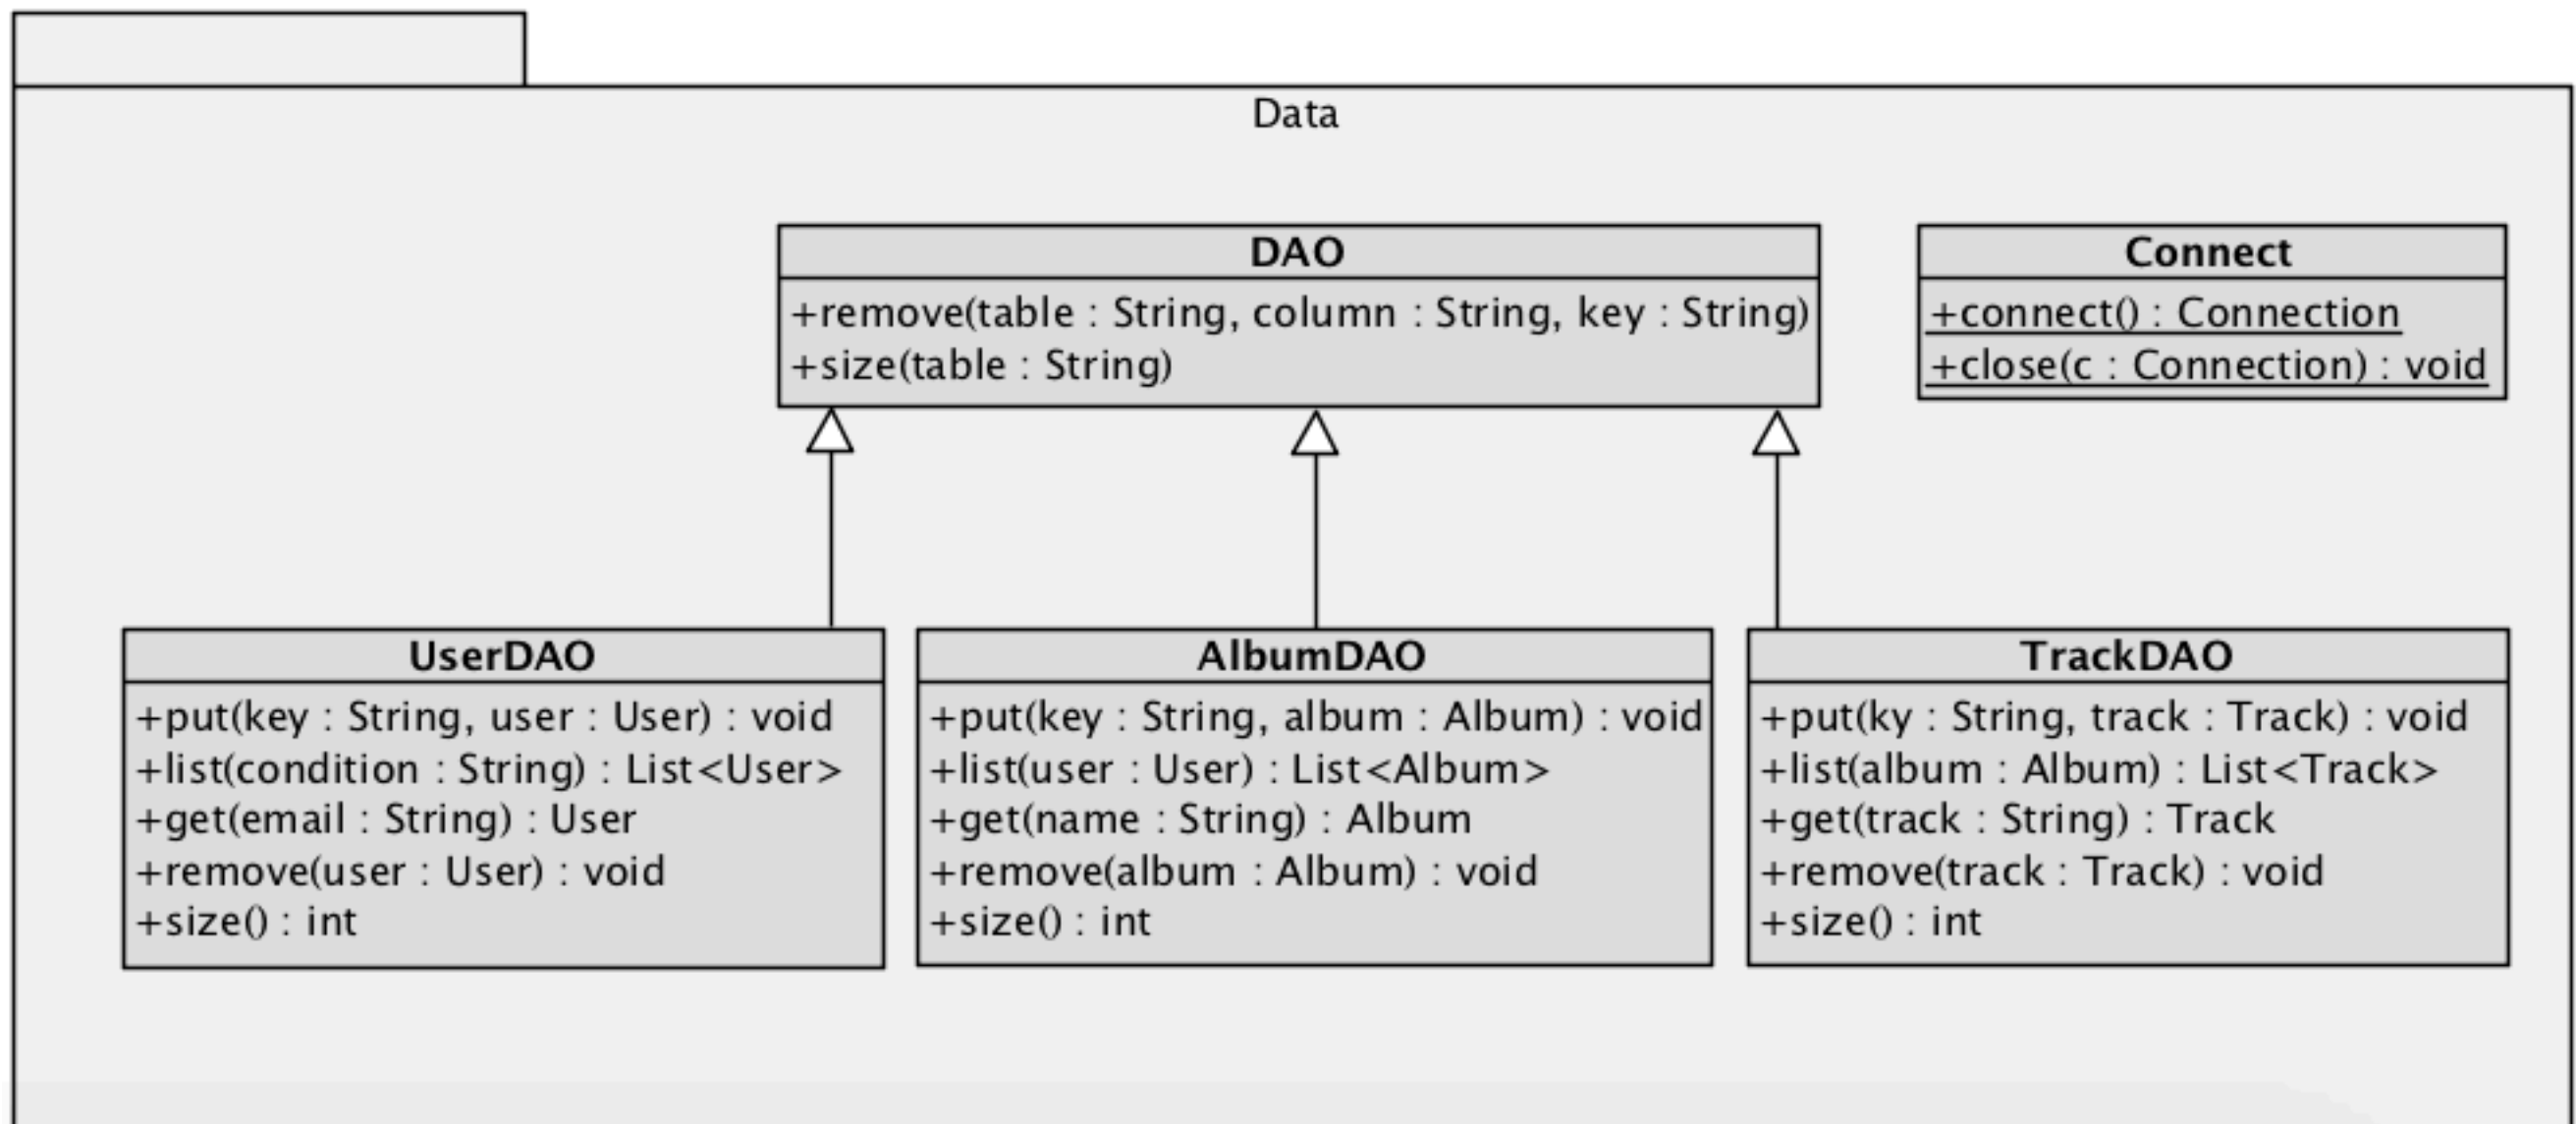 Data
DAO
+remove(table : String, column : String, key : String)
+size(table : String)
Connect
+connect() : Connection
+close(c : Connection) : void
UserDAO
+put(key : String, user : User) : void
+list(condition : String) : List<User>
+get(email : String) : User
+remove(user : User) : void
+size() : int
AlbumDAO
+put(key : String, album : Album) : void
+list(user : User) : List<Album>
+get(name : String) : Album
+remove(album : Album) : void
+size() : int
TrackDAO
+put(ky : String, track : Track) : void
+list(album : Album) : List<Track>
+get(track : String) : Track
+remove(track : Track) : void
+size() : int